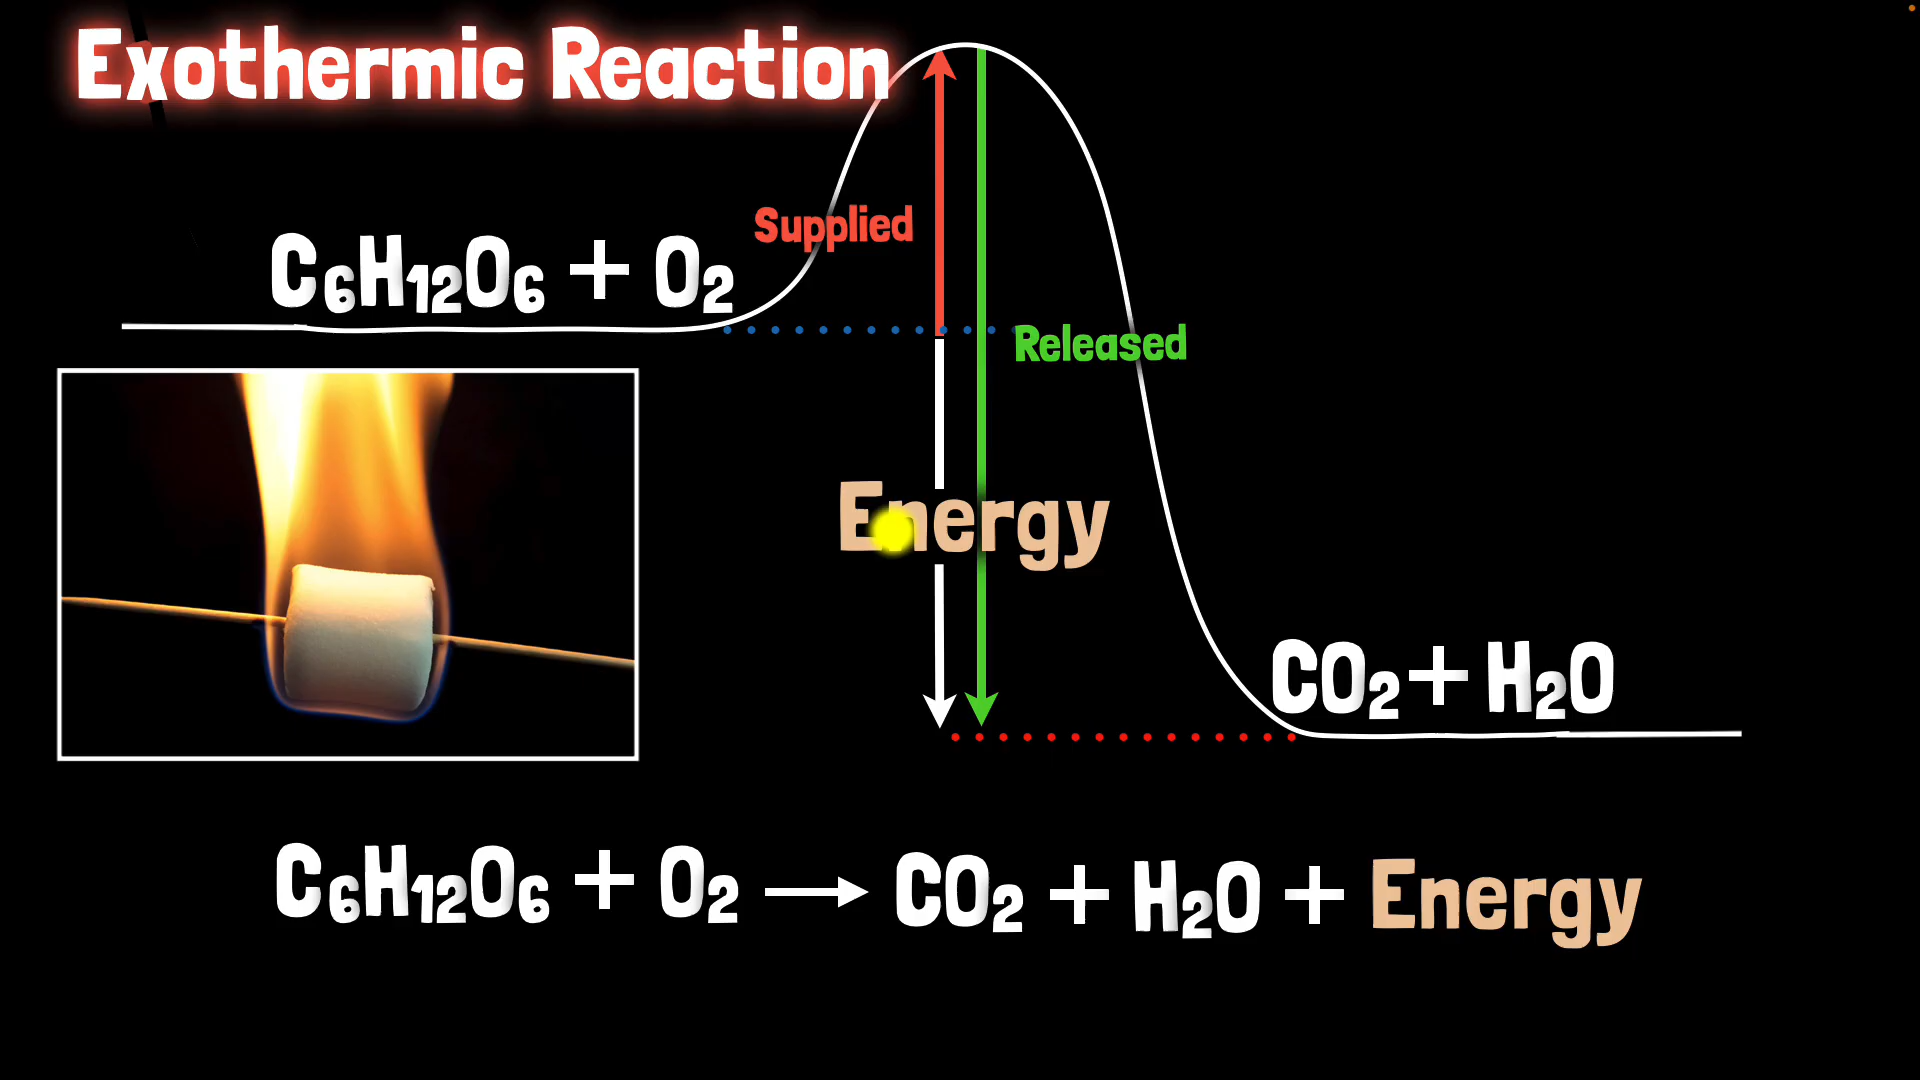 Exothermic Reaction
Supplied
C₆H₁₂O₆ + O₂
Released
Energy
CO₂ + H₂O
C₆H₁₂O₆ + O₂ → CO₂ + H₂O + Energy